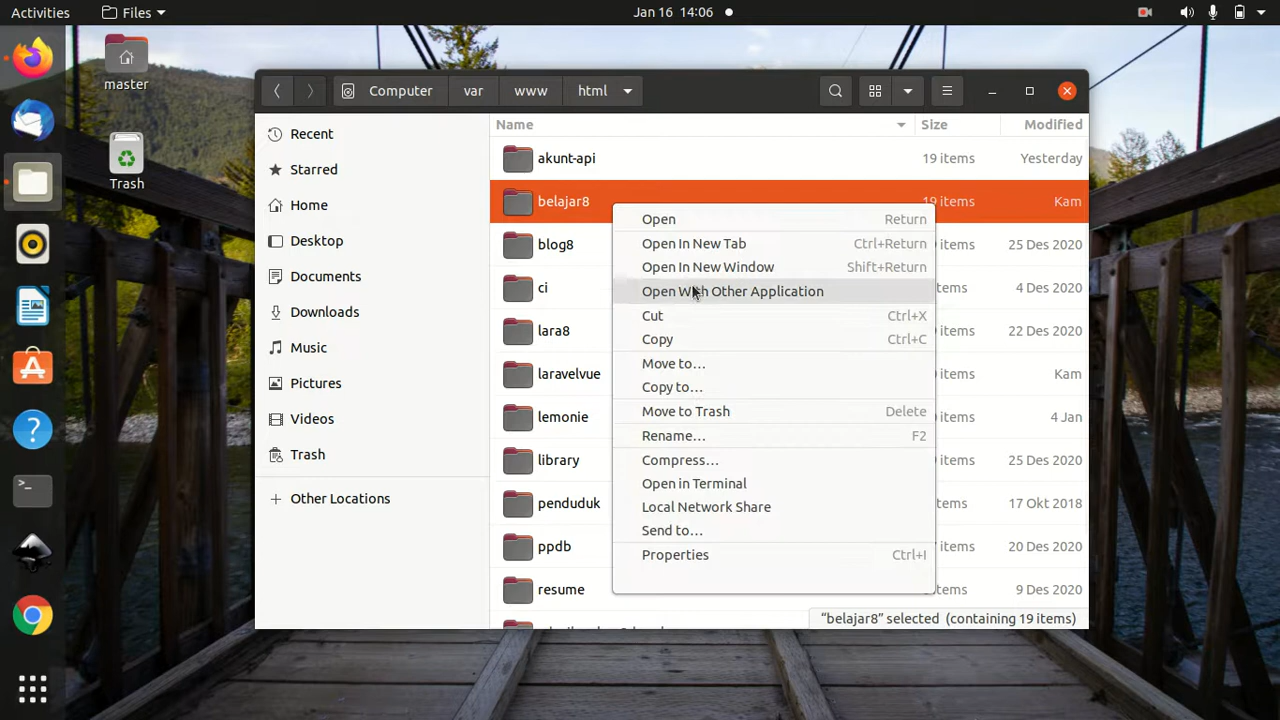 Activities Files Jan 16 14:06
master
Trash
Computer var www html
Name Size Modified
Recent
Starred
Home
Desktop
Documents
Downloads
Music
Pictures
Videos
Trash
Other Locations
akunt-api 19 items Yesterday
belajar8 19 items Kam
blog8 items 25 Des 2020
ci items 4 Des 2020
lara8 items 22 Des 2020
laravelvue items Kam
lemonie items 4 Jan
library items 25 Des 2020
penduduk items 17 Okt 2018
ppdb items 20 Des 2020
resume items 9 Des 2020
Open Return
Open In New Tab Ctrl+Return
Open In New Window Shift+Return
Open With Other Application
Cut Ctrl+X
Copy Ctrl+C
Move to…
Copy to…
Move to Trash Delete
Rename… F2
Compress…
Open in Terminal
Local Network Share
Send to…
Properties Ctrl+I
“belajar8” selected (containing 19 items)